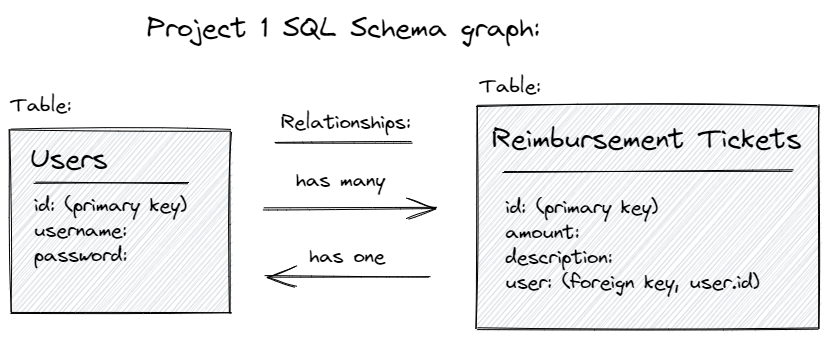 Project 1 SQL Schema graph:
Table:
Users
id: (primary key)
username:
password:
Relationships:
has many
has one
Table:
Reimbursement Tickets
id: (primary key)
amount:
description:
user: (foreign key, user.id)